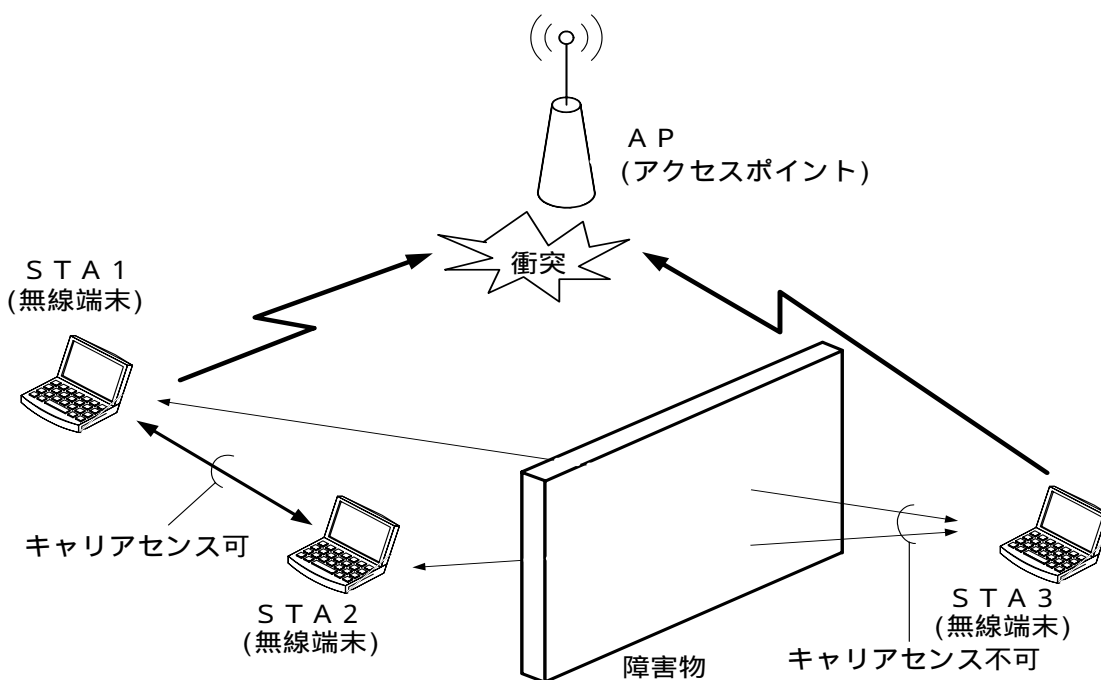 ＡＰ
(アクセスポイント)
衝突
ＳＴＡ１
(無線端末)
キャリアセンス可
ＳＴＡ２
(無線端末)
障害物
ＳＴＡ３
(無線端末)
キャリアセンス不可